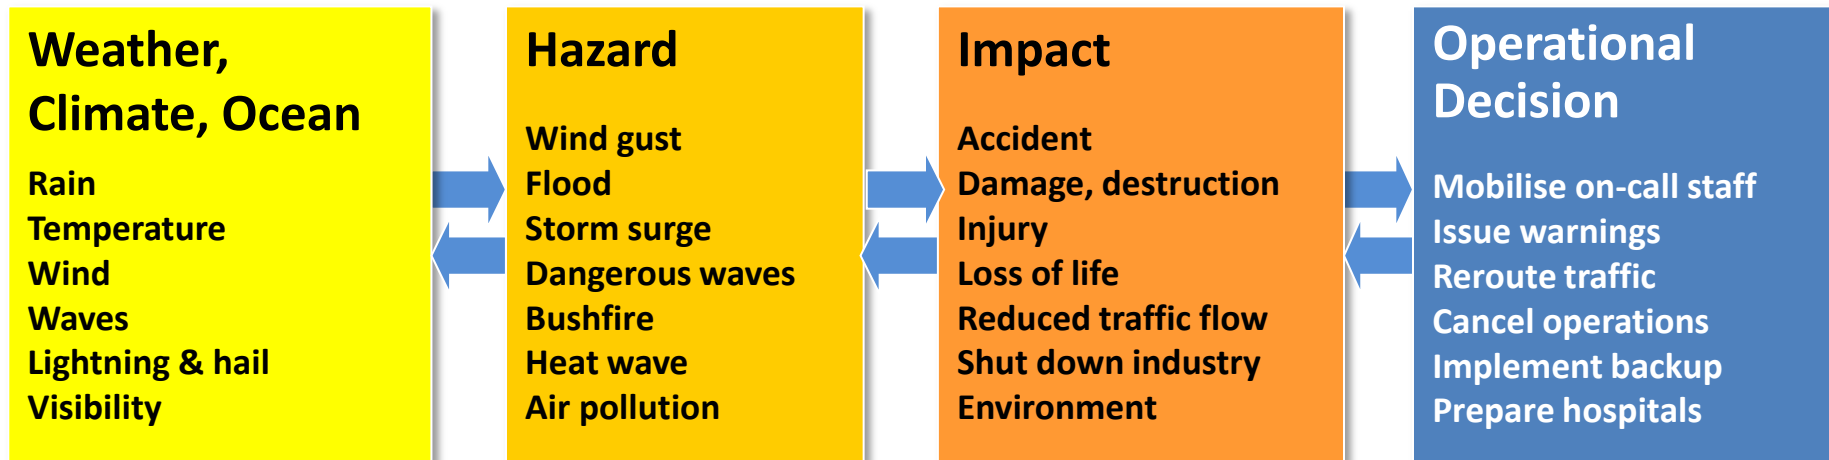 Weather,
Climate, Ocean
Rain
Temperature
Wind
Waves
Lightning & hail
Visibility
Hazard
Wind gust
Flood
Storm surge
Dangerous waves
Bushfire
Heat wave
Air pollution
Impact
Accident
Damage, destruction
Injury
Loss of life
Reduced traffic flow
Shut down industry
Environment
Operational
Decision
Mobilise on-call staff
Issue warnings
Reroute traffic
Cancel operations
Implement backup
Prepare hospitals